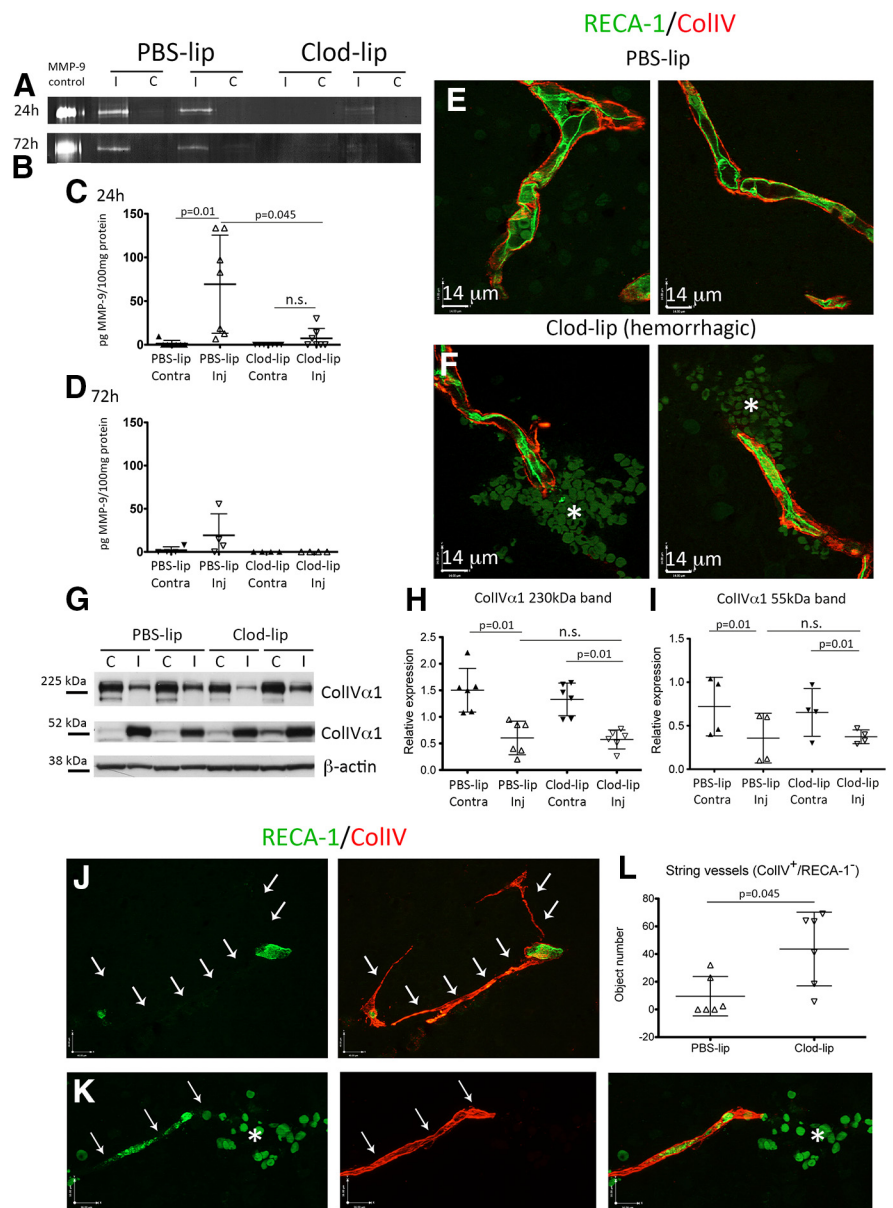 RECA-1/ColIV
PBS-lip
PBS-lip Clod-lip
MMP-9
control
I C I C I C I C
A
24h
72h
B
E
14 µm
14 µm
C
24h
pg MMP-9/100mg protein
150
100
50
0
p=0.01
p=0.045
n.s.
PBS-lip
Contra
PBS-lip
Inj
Clod-lip
Contra
Clod-lip
Inj
Clod-lip (hemorrhagic)
F
*
*
14 µm
14 µm
D
72h
pg MMP-9/100mg protein
150
100
50
0
PBS-lip
Contra
PBS-lip
Inj
Clod-lip
Contra
Clod-lip
Inj
G
PBS-lip Clod-lip
C I C I C I C I
225 kDa
ColIVα1
52 kDa
ColIVα1
38 kDa
β-actin
H
ColIVα1 230kDa band
Relative expression
2.5
2.0
1.5
1.0
0.5
0.0
p=0.01
n.s.
p=0.01
PBS-lip
Contra
PBS-lip
Inj
Clod-lip
Contra
Clod-lip
Inj
I
ColIVα1 55kDa band
Relative expression
1.5
1.0
0.5
0.0
p=0.01
n.s.
p=0.01
PBS-lip
Contra
PBS-lip
Inj
Clod-lip
Contra
Clod-lip
Inj
RECA-1/ColIV
J
L
String vessels (ColIV+/RECA-1-)
p=0.045
Object number
80
60
40
20
0
-20
PBS-lip
Clod-lip
K
*
*